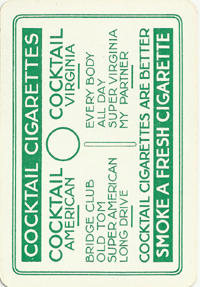 COCKTAIL CIGARETTES
COCKTAIL
AMERICAN
COCKTAIL
VIRGINIA
BRIDGE CLUB
OLD TOM
SUPER AMERICAN
LONG DRIVE
EVERY BODY
ALL DAY
SUPER VIRGINIA
MY PARTNER
COCKTAIL CIGARETTES ARE BETTER
SMOKE A FRESH CIGARETTE